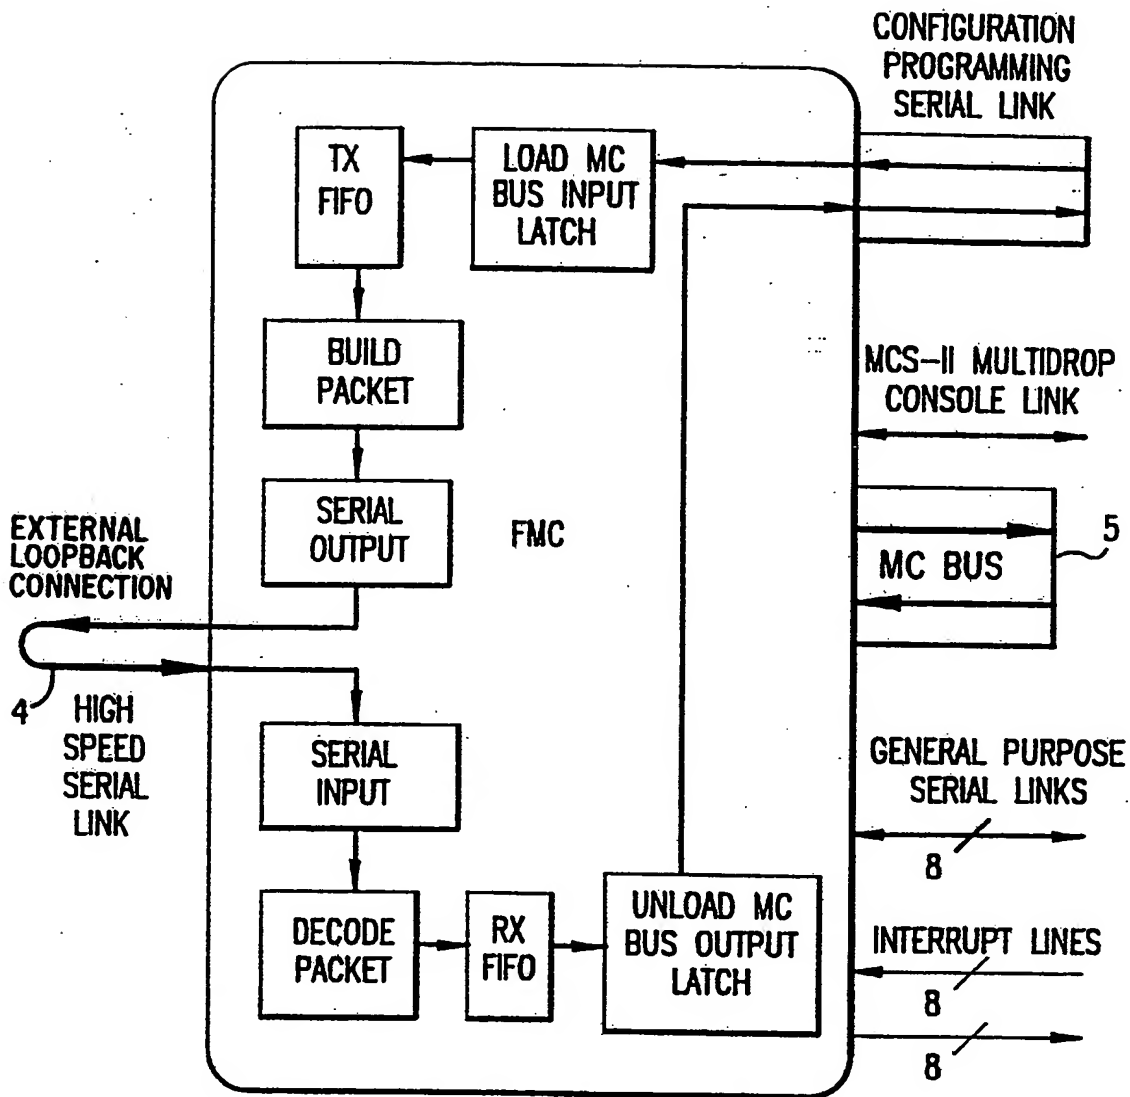 CONFIGURATION
PROGRAMMING
SERIAL LINK
TX
FIFO
LOAD MC
BUS INPUT
LATCH
BUILD
PACKET
MCS-II MULTIDROP
CONSOLE LINK
SERIAL
OUTPUT
FMC
EXTERNAL
LOOPBACK
CONNECTION
5
MC BUS
4
HIGH
SPEED
SERIAL
LINK
SERIAL
INPUT
GENERAL PURPOSE
SERIAL LINKS
8
DECODE
PACKET
RX
FIFO
UNLOAD MC
BUS OUTPUT
LATCH
INTERRUPT LINES
8
8